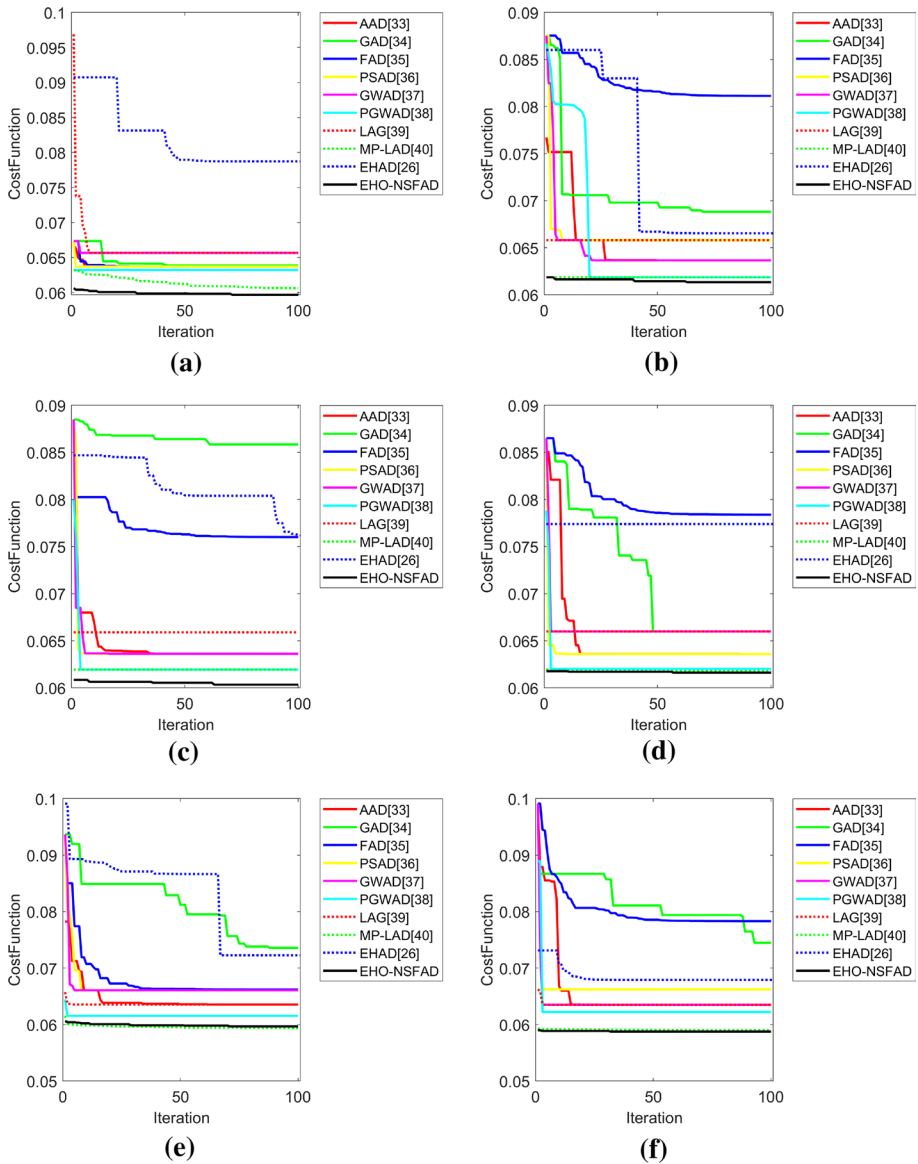 0.1
0.095
0.09
0.085
0.08
0.075
0.07
0.065
0.06
CostFunction
0
50
100
Iteration
AAD[33]
GAD[34]
FAD[35]
PSAD[36]
GWAD[37]
PGWAD[38]
LAG[39]
MP-LAD[40]
EHAD[26]
EHO-NSFAD
(a)
0.09
0.085
0.08
0.075
0.07
0.065
0.06
CostFunction
0
50
100
Iteration
AAD[33]
GAD[34]
FAD[35]
PSAD[36]
GWAD[37]
PGWAD[38]
LAG[39]
MP-LAD[40]
EHAD[26]
EHO-NSFAD
(b)
0.09
0.085
0.08
0.075
0.07
0.065
0.06
CostFunction
0
50
100
Iteration
AAD[33]
GAD[34]
FAD[35]
PSAD[36]
GWAD[37]
PGWAD[38]
LAG[39]
MP-LAD[40]
EHAD[26]
EHO-NSFAD
(c)
0.09
0.085
0.08
0.075
0.07
0.065
0.06
CostFunction
0
50
100
Iteration
AAD[33]
GAD[34]
FAD[35]
PSAD[36]
GWAD[37]
PGWAD[38]
LAG[39]
MP-LAD[40]
EHAD[26]
EHO-NSFAD
(d)
0.1
0.09
0.08
0.07
0.06
0.05
CostFunction
0
50
100
Iteration
AAD[33]
GAD[34]
FAD[35]
PSAD[36]
GWAD[37]
PGWAD[38]
LAG[39]
MP-LAD[40]
EHAD[26]
EHO-NSFAD
(e)
0.1
0.09
0.08
0.07
0.06
0.05
CostFunction
0
50
100
Iteration
AAD[33]
GAD[34]
FAD[35]
PSAD[36]
GWAD[37]
PGWAD[38]
LAG[39]
MP-LAD[40]
EHAD[26]
EHO-NSFAD
(f)